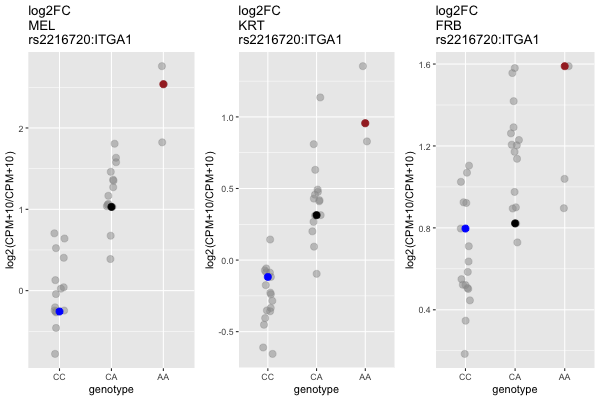 log2FC
MEL
rs2216720:ITGA1
log2(CPM+10/CPM+10)
2
1
0
CC
CA
AA
genotype
log2FC
KRT
rs2216720:ITGA1
log2(CPM+10/CPM+10)
1.0
0.5
0.0
-0.5
CC
CA
AA
genotype
log2FC
FRB
rs2216720:ITGA1
log2(CPM+10/CPM+10)
1.6
1.2
0.8
0.4
CC
CA
AA
genotype